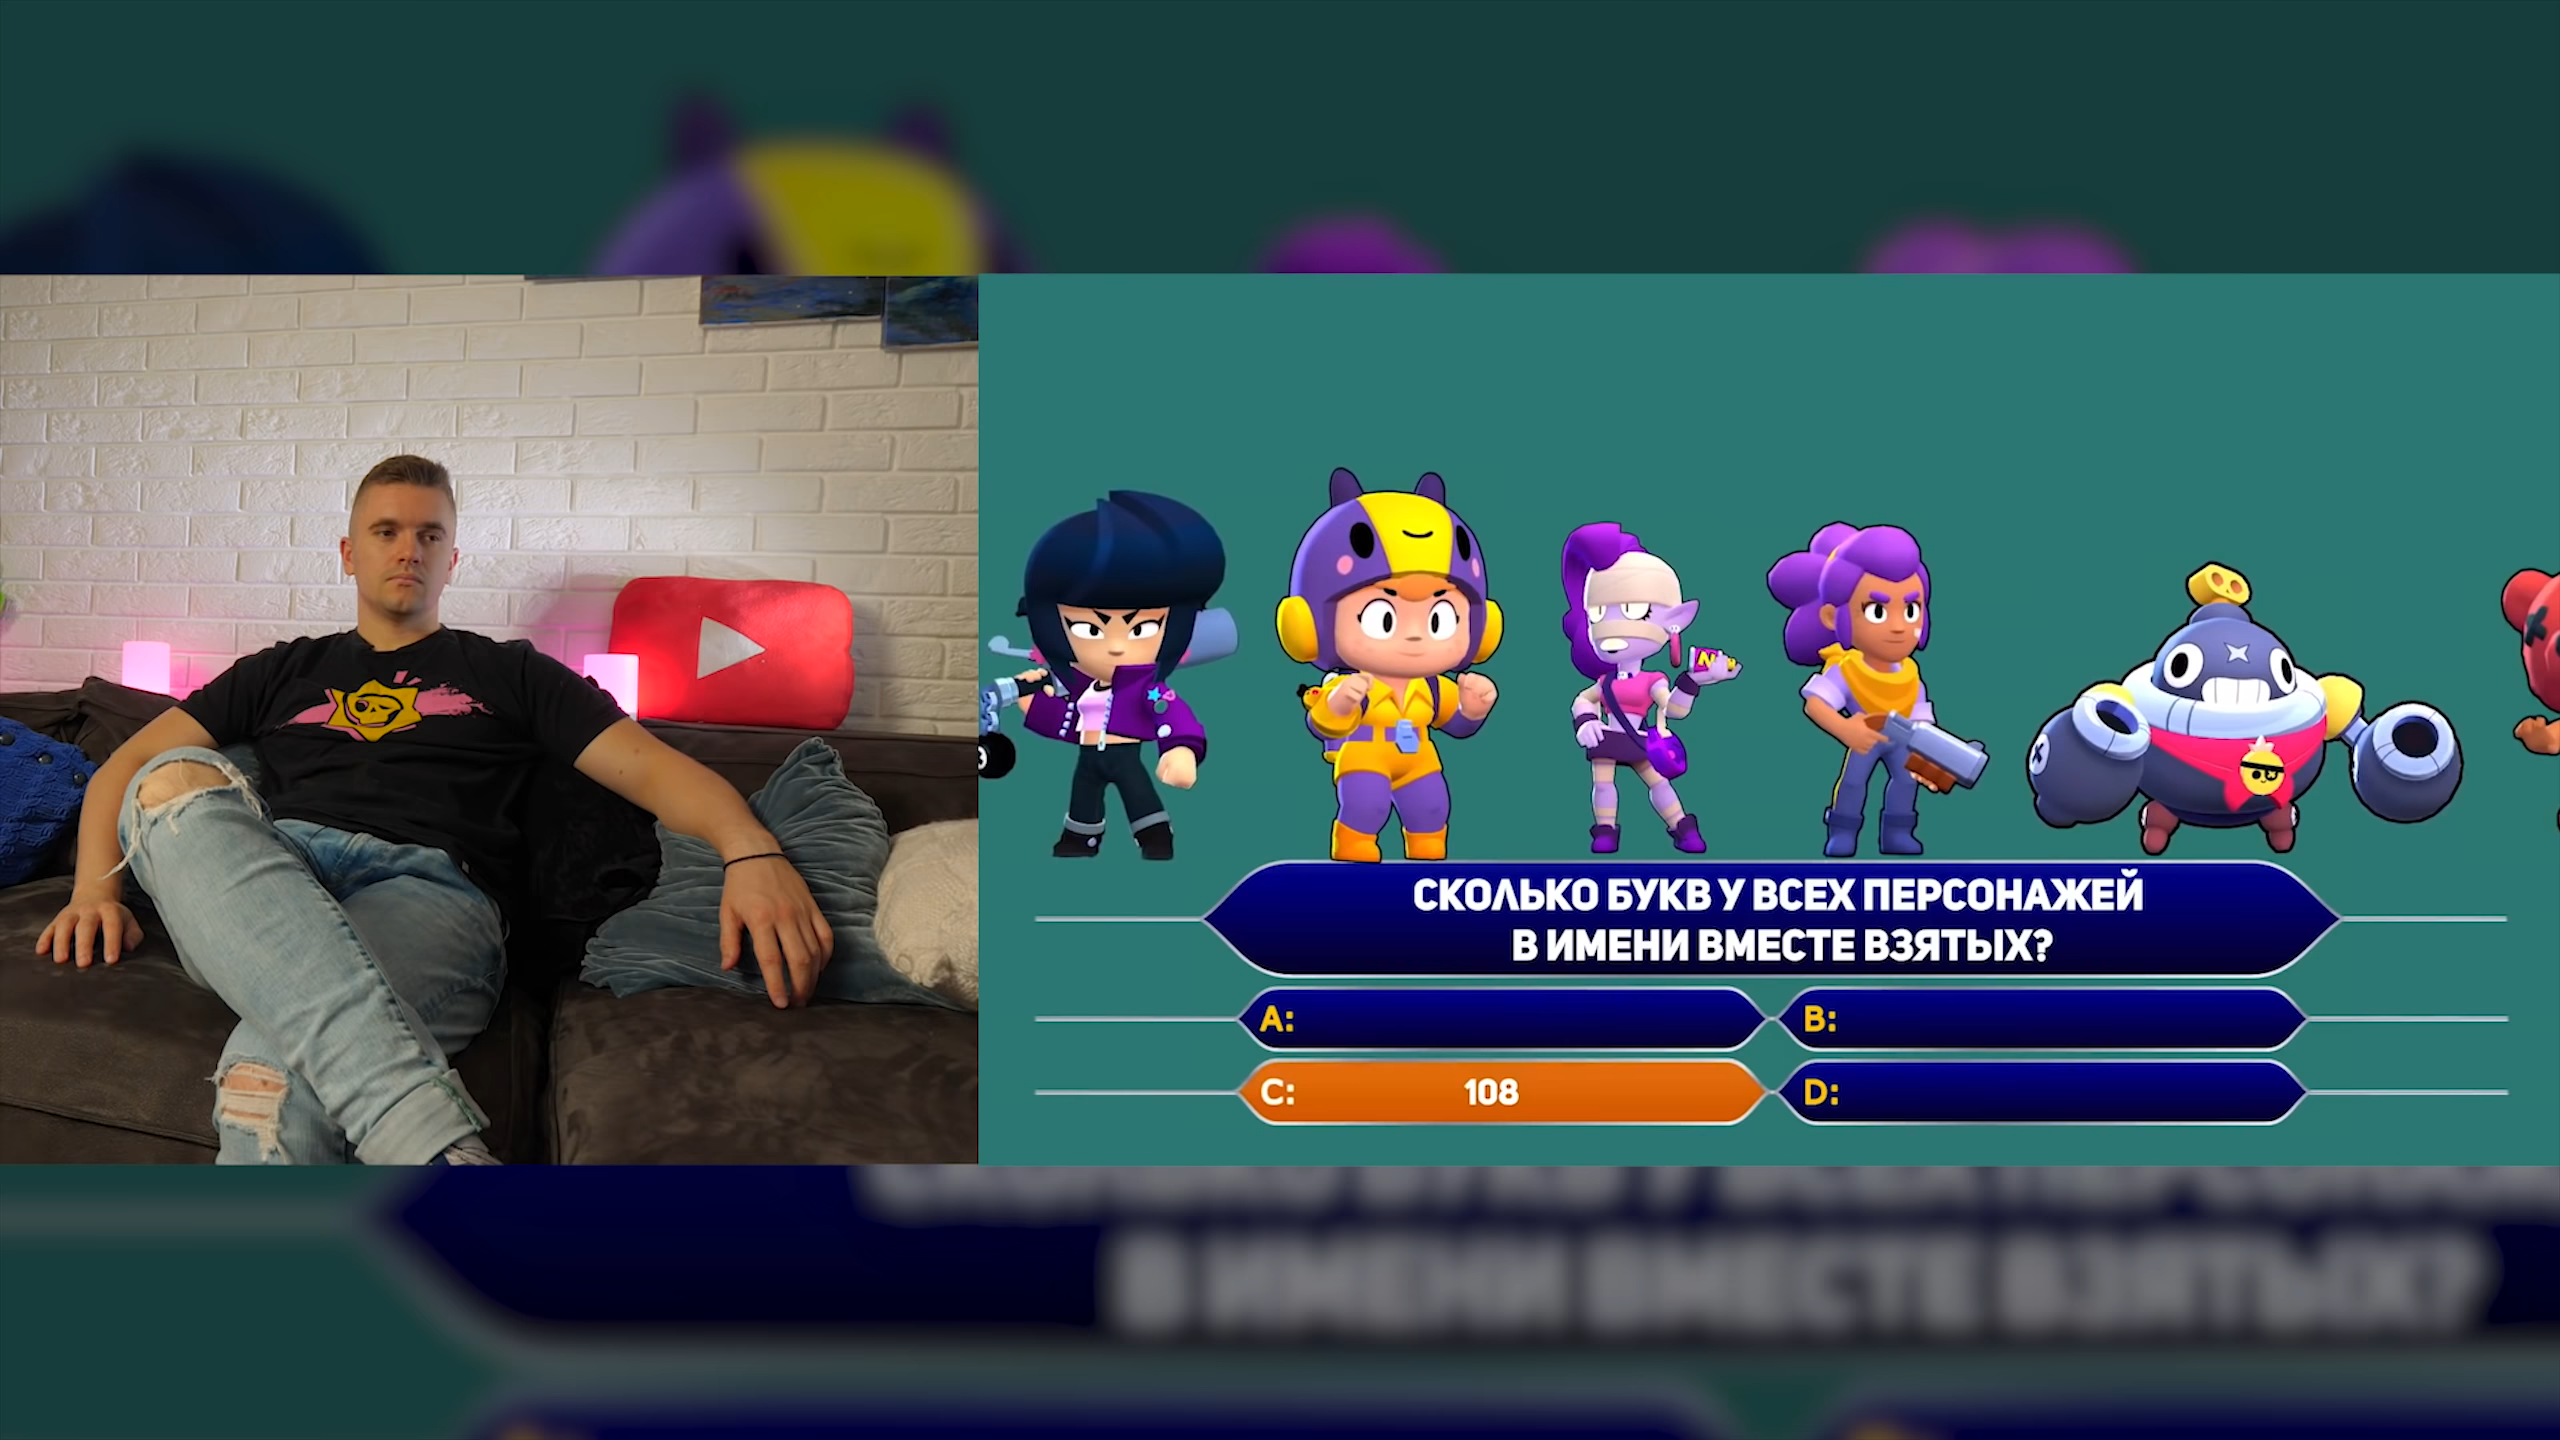 СКОЛЬКО БУКВ У ВСЕХ ПЕРСОНАЖЕЙ
В ИМЕНИ ВМЕСТЕ ВЗЯТЫХ?
A:
B:
C: 108
D: